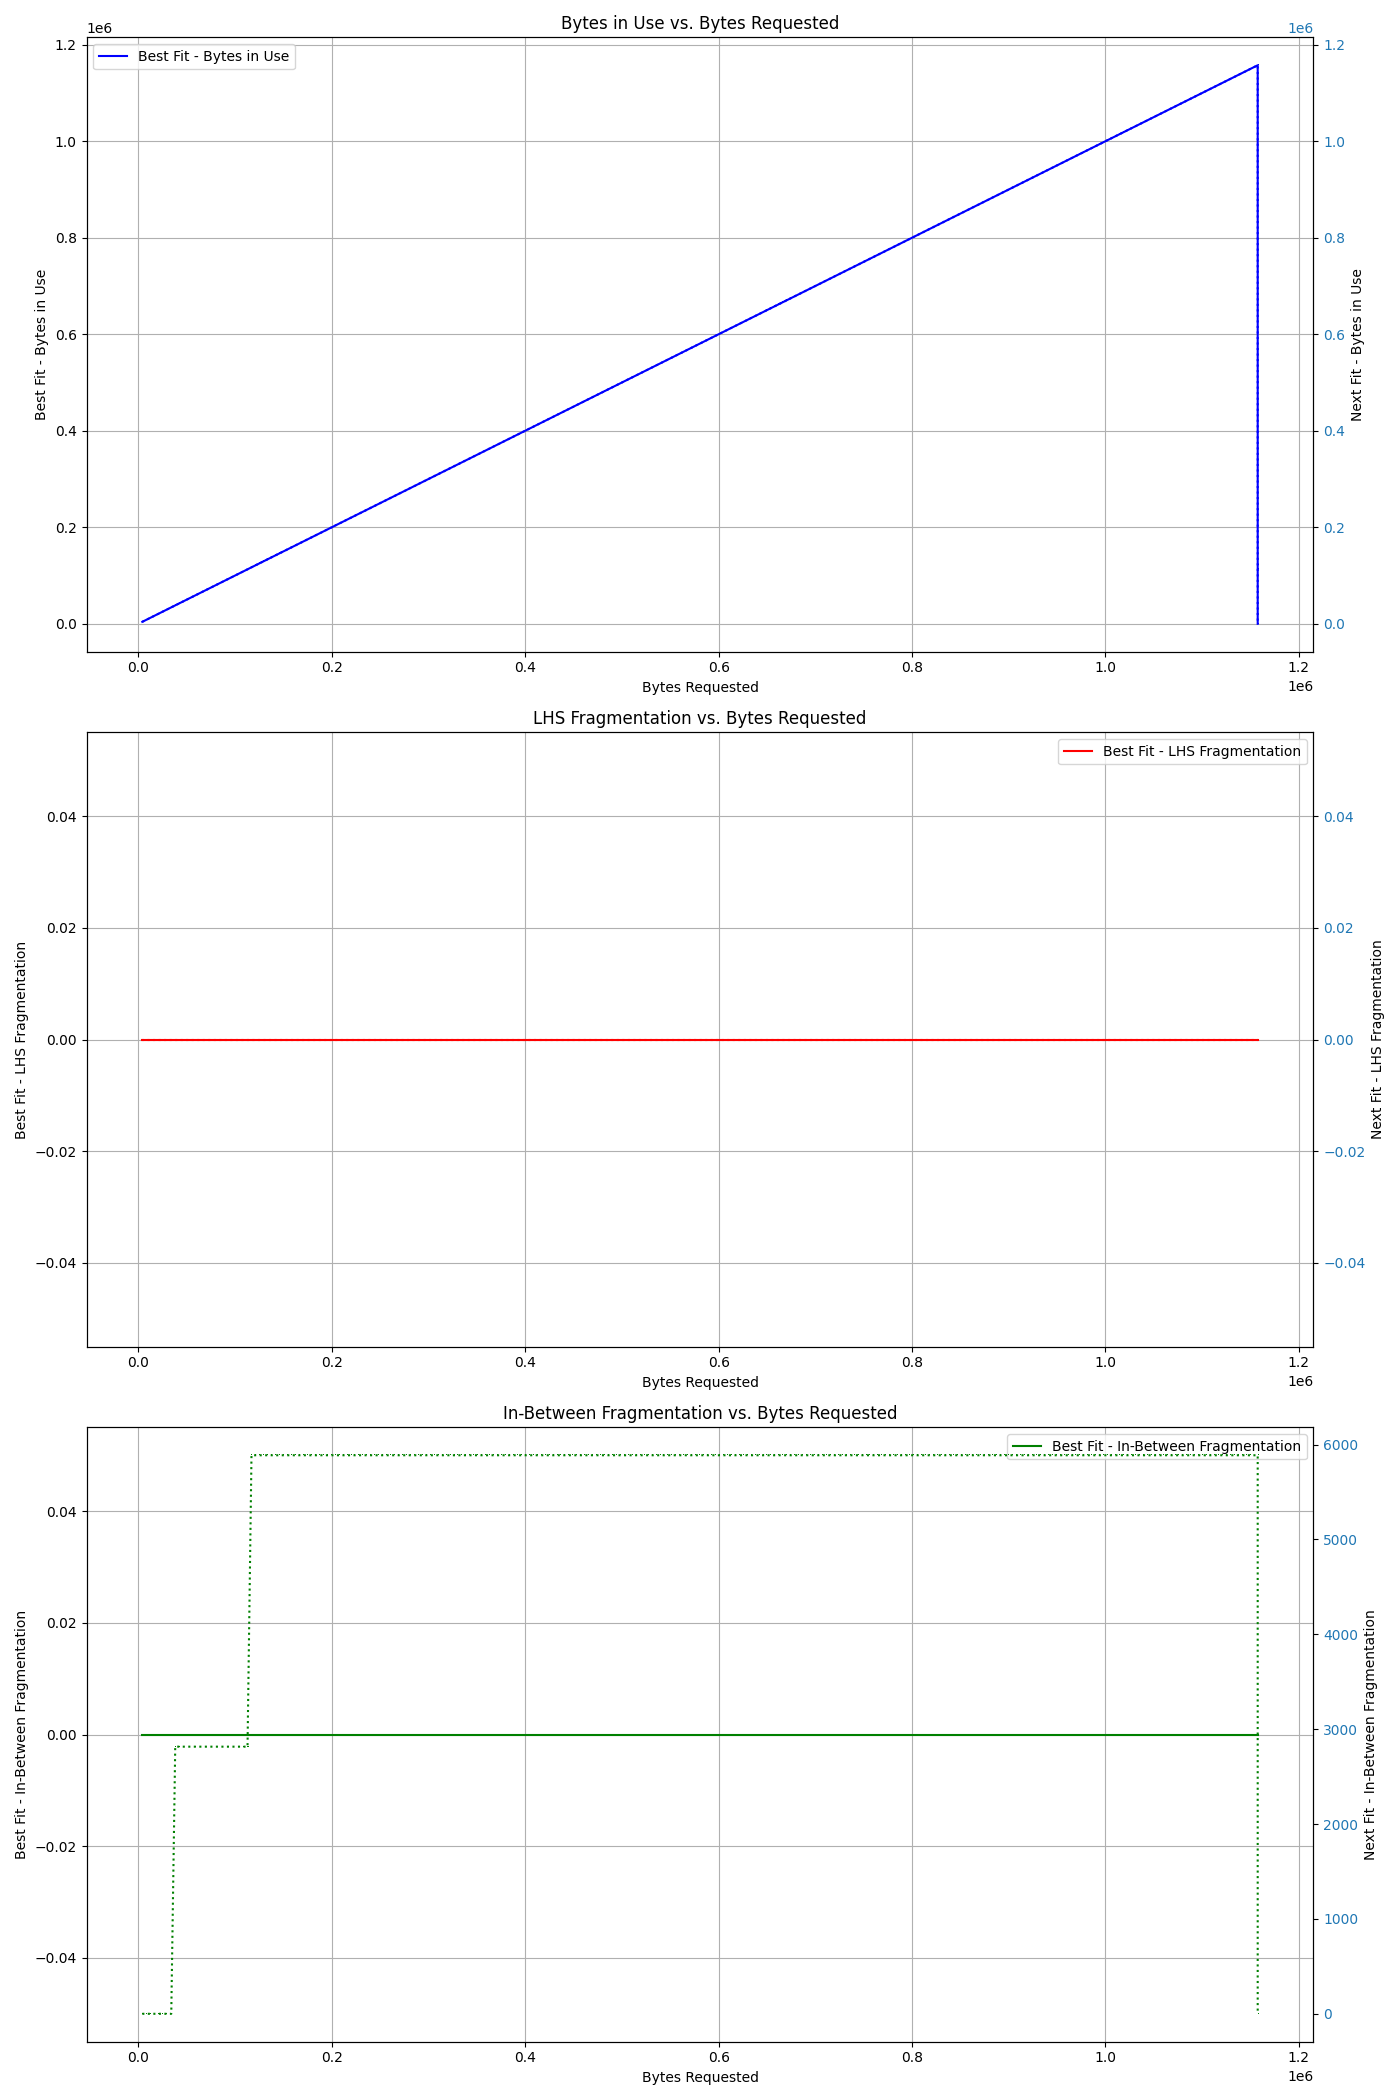 Bytes in Use vs. Bytes Requested
1e6
1e6
Best Fit - Bytes in Use
1.2
1.0
0.8
0.6
0.4
0.2
0.0
Best Fit - Bytes in Use
1.2
1.0
0.8
0.6
0.4
0.2
0.0
Next Fit - Bytes in Use
0.0 0.2 0.4 0.6 0.8 1.0 1.2
Bytes Requested
1e6
LHS Fragmentation vs. Bytes Requested
Best Fit - LHS Fragmentation
0.04
0.02
0.00
−0.02
−0.04
Best Fit - LHS Fragmentation
0.04
0.02
0.00
−0.02
−0.04
Next Fit - LHS Fragmentation
0.0 0.2 0.4 0.6 0.8 1.0 1.2
Bytes Requested
1e6
In-Between Fragmentation vs. Bytes Requested
Best Fit - In-Between Fragmentation
0.04
0.02
0.00
−0.02
−0.04
Best Fit - In-Between Fragmentation
6000
5000
4000
3000
2000
1000
0
Next Fit - In-Between Fragmentation
0.0 0.2 0.4 0.6 0.8 1.0 1.2
Bytes Requested
1e6